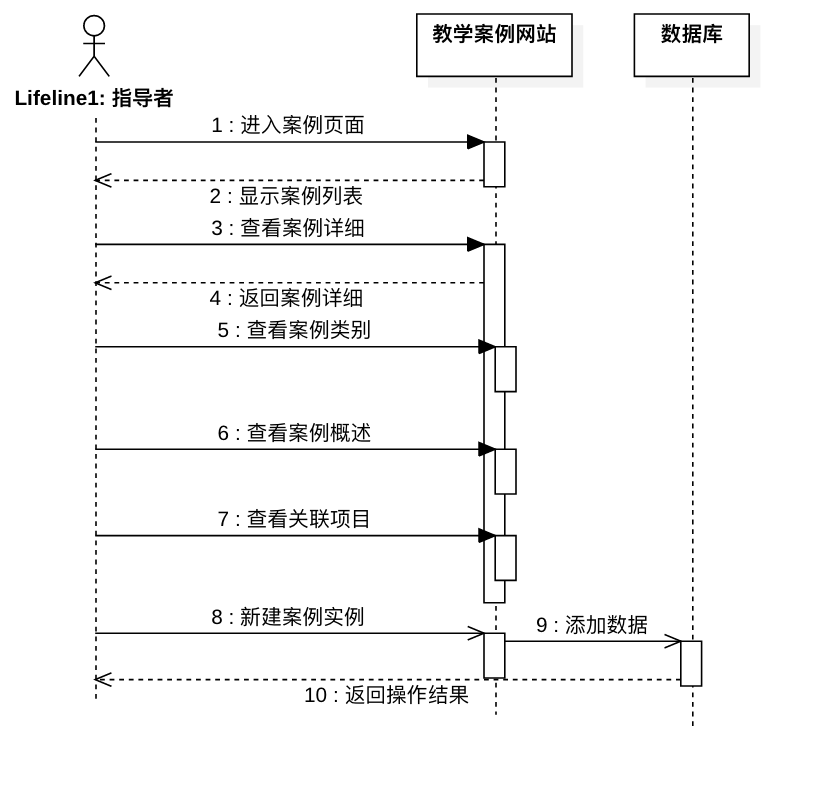 教学案例网站
数据库
Lifeline1: 指导者
1 : 进入案例页面
2 : 显示案例列表
3 : 查看案例详细
4 : 返回案例详细
5 : 查看案例类别
6 : 查看案例概述
7 : 查看关联项目
8 : 新建案例实例
9 : 添加数据
10 : 返回操作结果